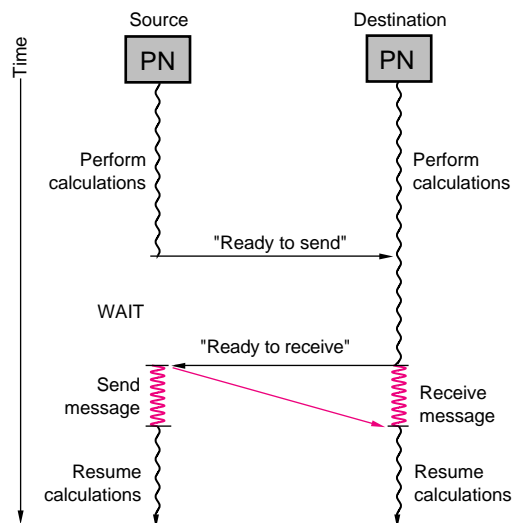 Source
Destination
Time
PN
PN
Perform
calculations
Perform
calculations
"Ready to send"
WAIT
"Ready to receive"
Send
message
Receive
message
Resume
calculations
Resume
calculations